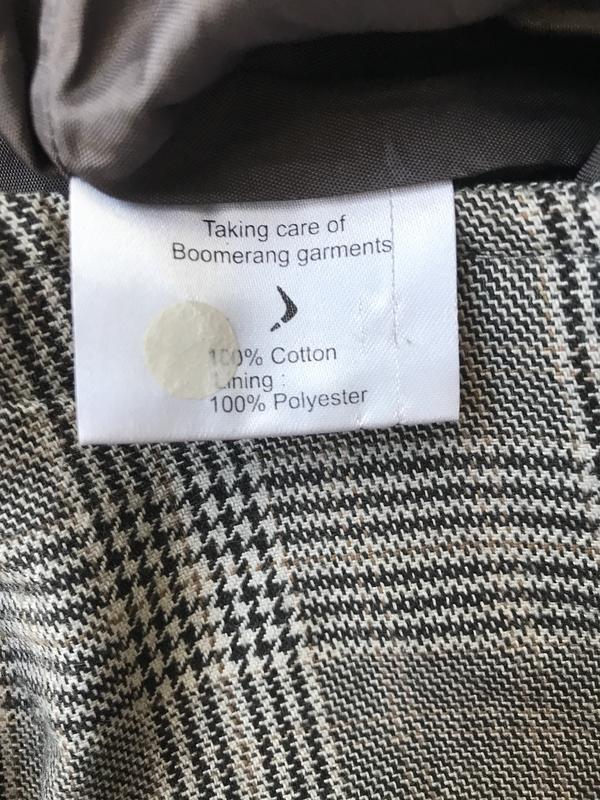 Taking care of
Boomerang garments
100% Cotton
Lining :
100% Polyester